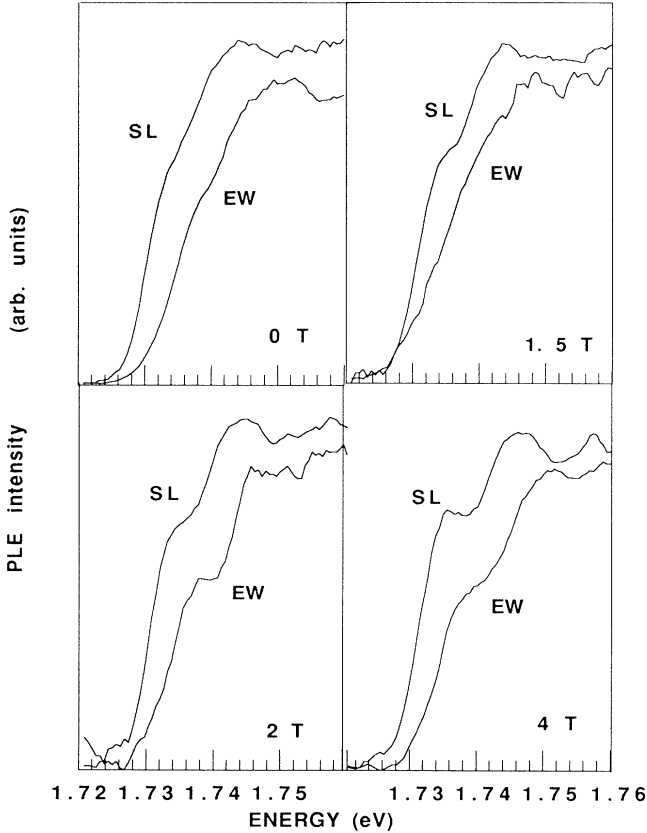 SL
EW
0 T
SL
EW
1. 5 T
SL
EW
2 T
SL
EW
4 T
PLE intensity (arb. units)
1.72 1.73 1.74 1.75
1.73 1.74 1.75 1.76
ENERGY (eV)